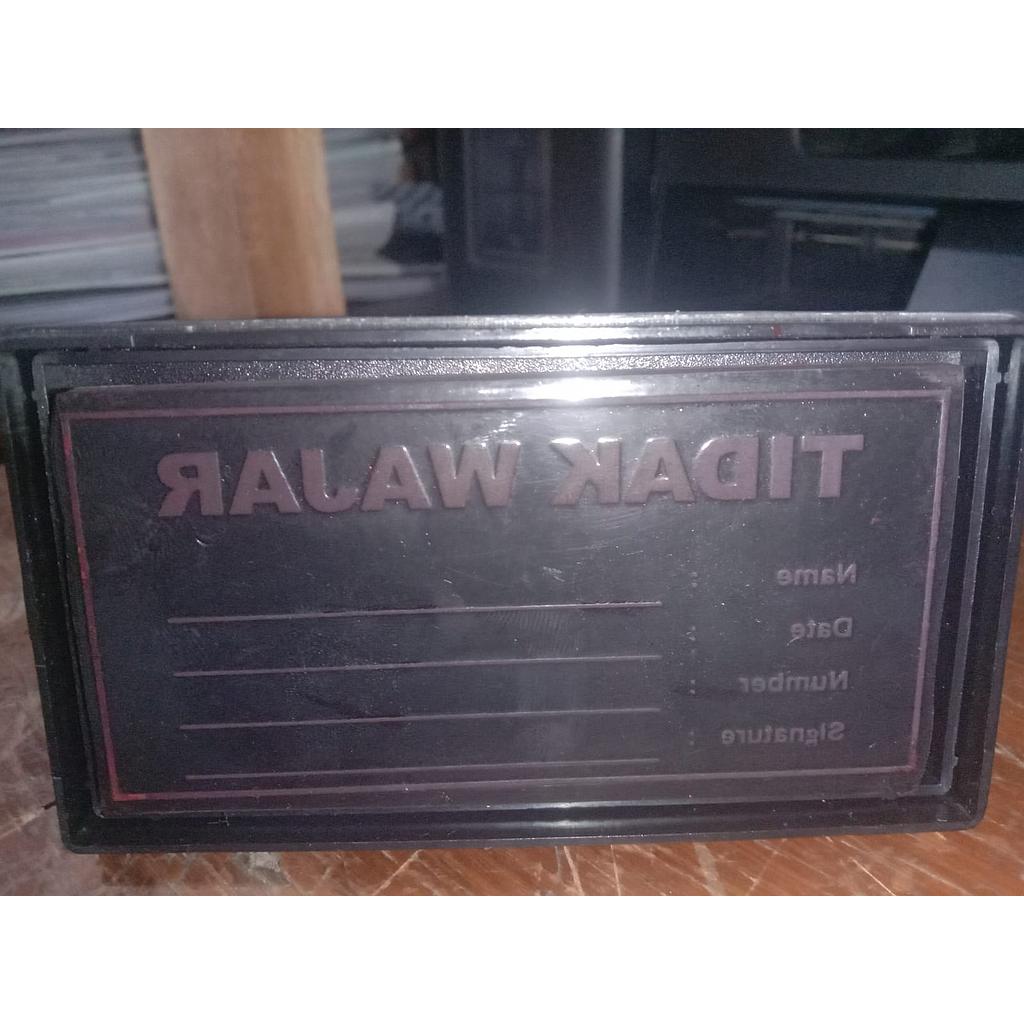 TIDAK WAJAR
Name :
Date :
Number :
Signature :